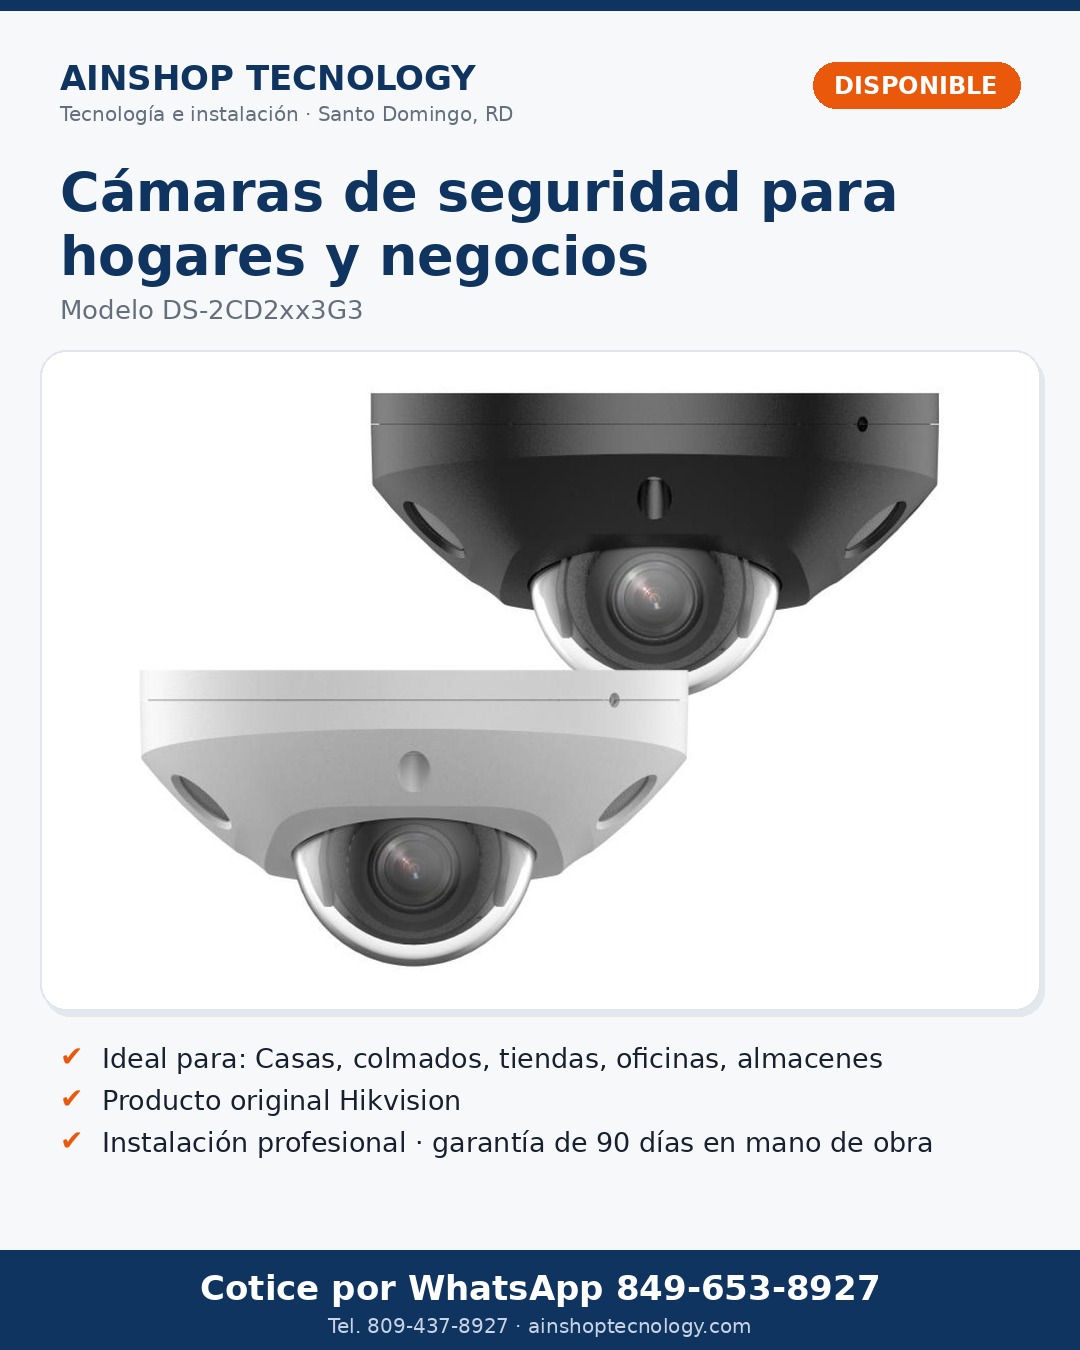 AINSHOP TECNOLOGY
DISPONIBLE
Tecnología e instalación · Santo Domingo, RD
Cámaras de seguridad para
hogares y negocios
Modelo DS-2CD2xx3G3
✔ Ideal para: Casas, colmados, tiendas, oficinas, almacenes
✔ Producto original Hikvision
✔ Instalación profesional · garantía de 90 días en mano de obra
Cotice por WhatsApp 849-653-8927
Tel. 809-437-8927 · ainshoptecnology.com